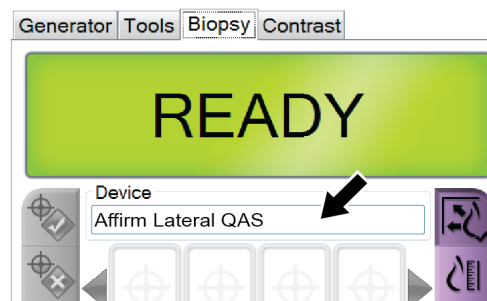 Generator Tools Biopsy Contrast
READY
Device
Affirm Lateral QAS